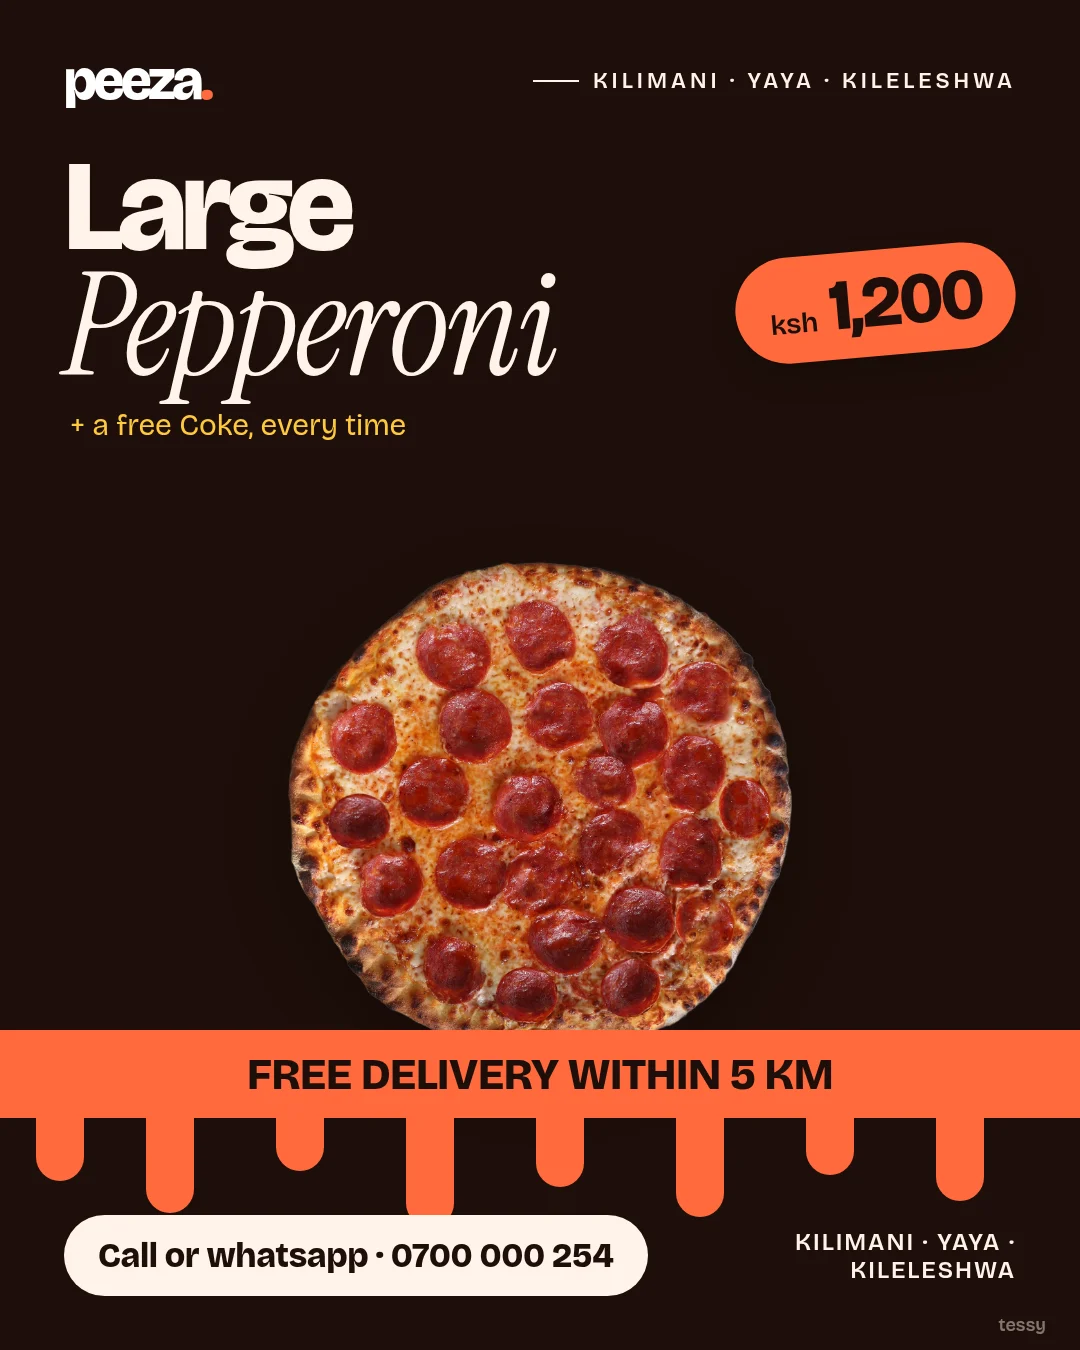 peeza.
KILIMANI · YAYA · KILELESHWA
Large
Pepperoni
ksh 1,200
+ a free Coke, every time
FREE DELIVERY WITHIN 5 KM
Call or whatsapp · 0700 000 254
KILIMANI · YAYA ·
KILELESHWA
tessy